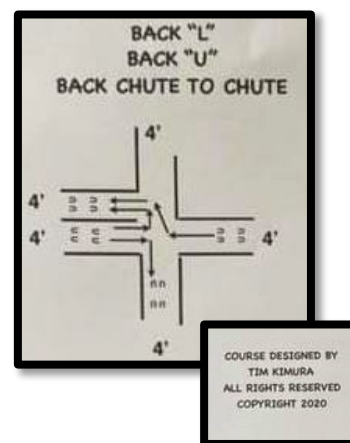 BACK "L"
BACK "U"
BACK CHUTE TO CHUTE
4'
4'
4'
4'
4'
COURSE DESIGNED BY
TIM KIMURA
ALL RIGHTS RESERVED
COPYRIGHT 2020